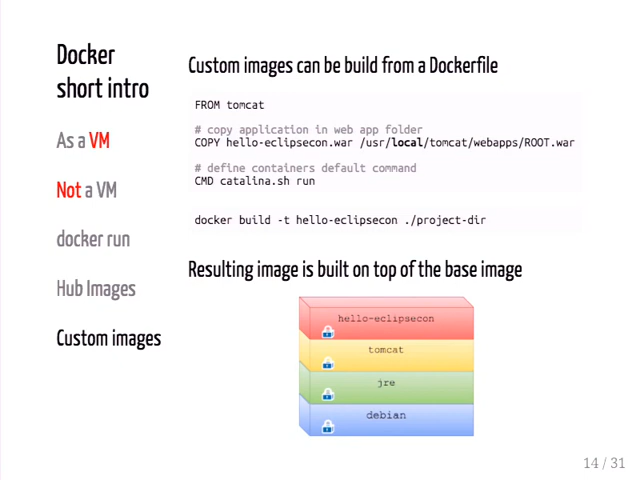 Docker
short intro
As a VM
Not a VM
docker run
Hub Images
Custom images
Custom images can be build from a Dockerfile
FROM tomcat
# copy application in web app folder
COPY hello-eclipsecon.war /usr/local/tomcat/webapps/ROOT.war
# define containers default command
CMD catalina.sh run
docker build -t hello-eclipsecon ./project-dir
Resulting image is built on top of the base image
hello-eclipsecon
tomcat
jre
debian
14 / 31